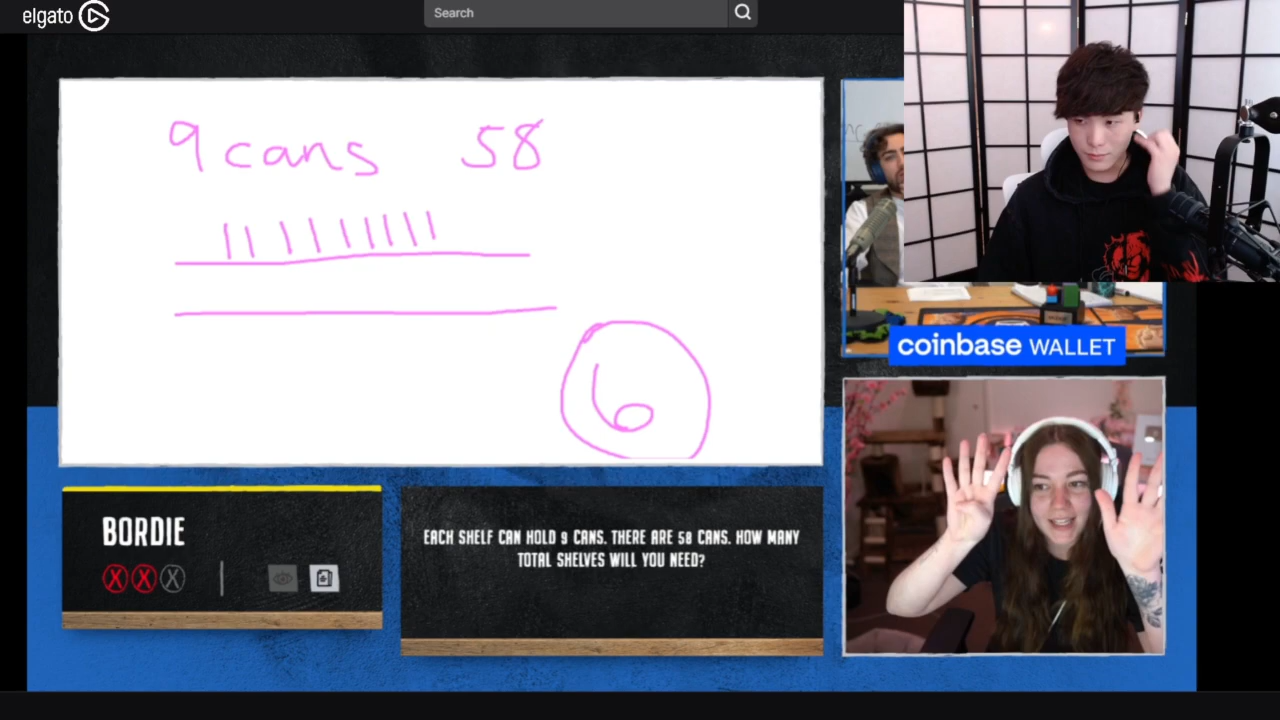 elgato
Search
9 cans 58
6
coinbase WALLET
BORDIE
X X X
EACH SHELF CAN HOLD 9 CANS. THERE ARE 58 CANS. HOW MANY
TOTAL SHELVES WILL YOU NEED?